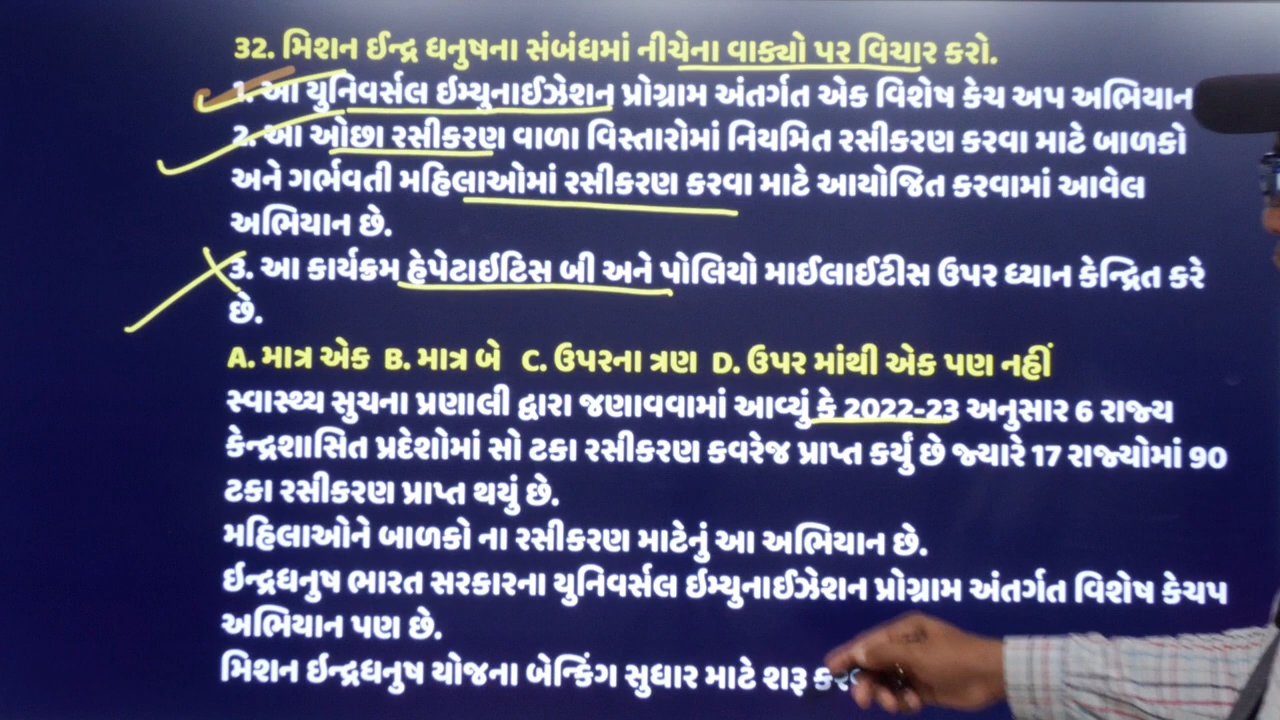 32. મિશન ઈન્દ્ર ધનુષના સંબંધમાં નીચેના વાક્યો પર વિચાર કરો.
1. આ યુનિવર્સલ ઇમ્યુનાઈઝેશન પ્રોગ્રામ અંતર્ગત એક વિશેષ કેચ અપ અભિયાન
2. આ ઓછા રસીકરણ વાળા વિસ્તારોમાં નિયમિત રસીકરણ કરવા માટે બાળકો
અને ગર્ભવતી મહિલાઓમાં રસીકરણ કરવા માટે આયોજિત કરવામાં આવેલ
અભિયાન છે.
3. આ કાર્યક્રમ હેપેટાઇટિસ બી અને પોલિયો માઈલાઈટીસ ઉપર ધ્યાન કેન્દ્રિત કરે
છે.
A. માત્ર એક B. માત્ર બે C. ઉપરના ત્રણ D. ઉપર માંથી એક પણ નહીં
સ્વાસ્થ્ય સુચના પ્રણાલી દ્વારા જણાવવામાં આવ્યું કે 2022-23 અનુસાર 6 રાજ્ય
કેન્દ્રશાસિત પ્રદેશોમાં સો ટકા રસીકરણ કવરેજ પ્રાપ્ત કર્યું છે જ્યારે 17 રાજ્યોમાં 90
ટકા રસીકરણ પ્રાપ્ત થયું છે.
મહિલાઓને બાળકો ના રસીકરણ માટેનું આ અભિયાન છે.
ઇન્દ્રધનુષ ભારત સરકારના યુનિવર્સલ ઇમ્યુનાઈઝેશન પ્રોગ્રામ અંતર્ગત વિશેષ કેચપ
અભિયાન પણ છે.
મિશન ઇન્દ્રધનુષ યોજના બેન્કિંગ સુધાર માટે શરૂ